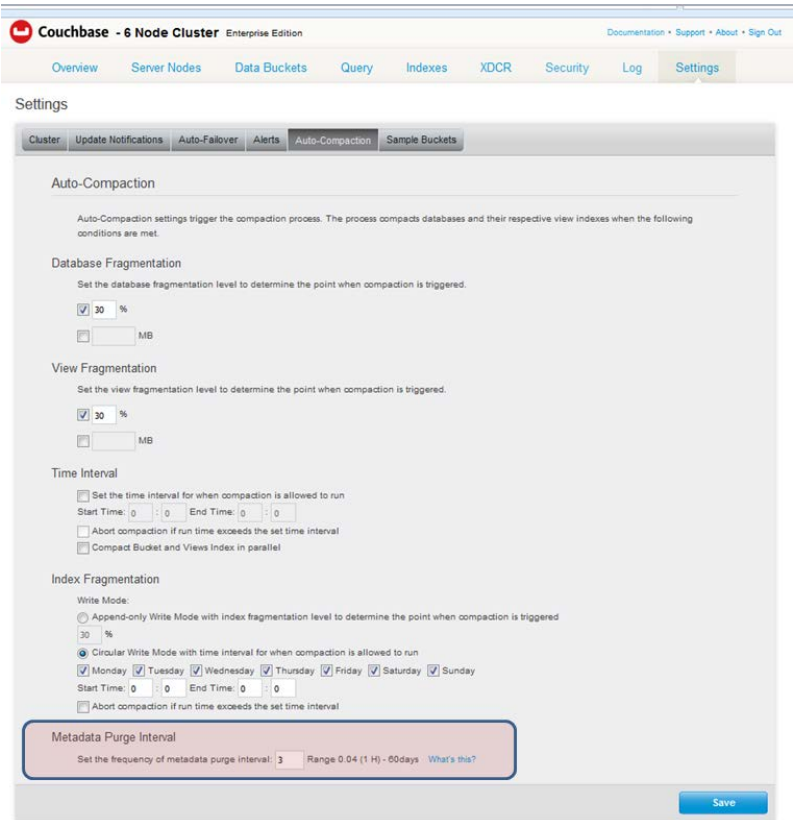 Couchbase - 6 Node Cluster Enterprise Edition
Documentation • Support • About • Sign Out
Overview Server Nodes Data Buckets Query Indexes XDCR Security Log Settings
Settings
Cluster Update Notifications Auto-Failover Alerts Auto-Compaction Sample Buckets
Auto-Compaction
Auto-Compaction settings trigger the compaction process. The process compacts databases and their respective view indexes when the following
conditions are met.
Database Fragmentation
Set the database fragmentation level to determine the point when compaction is triggered.
30 %
MB
View Fragmentation
Set the view fragmentation level to determine the point when compaction is triggered.
30 %
MB
Time Interval
Set the time interval for when compaction is allowed to run
Start Time: 0 : 0 End Time: 0 : 0
Abort compaction if run time exceeds the set time interval
Compact Bucket and Views Index in parallel
Index Fragmentation
Write Mode:
Append-only Write Mode with index fragmentation level to determine the point when compaction is triggered
30 %
Circular Write Mode with time interval for when compaction is allowed to run
Monday Tuesday Wednesday Thursday Friday Saturday Sunday
Start Time: 0 : 0 End Time: 0 : 0
Abort compaction if run time exceeds the set time interval
Metadata Purge Interval
Set the frequency of metadata purge interval: 3 Range 0.04 (1 H) - 60days What's this?
Save